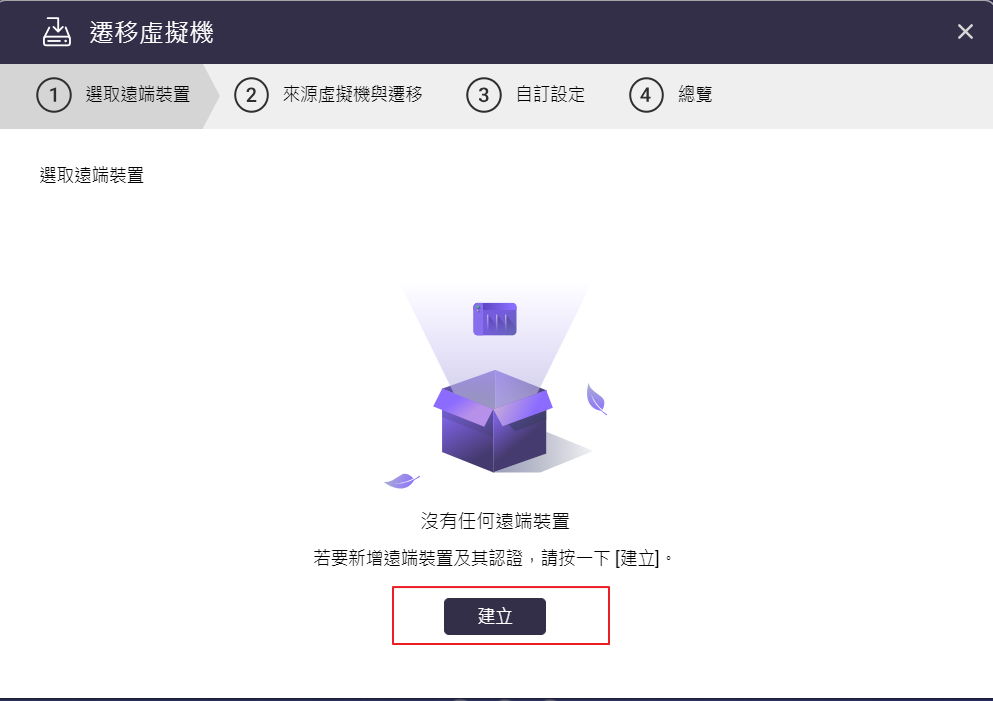 遷移虛擬機
1 選取遠端裝置 2 來源虛擬機與遷移 3 自訂設定 4 總覽
選取遠端裝置
沒有任何遠端裝置
若要新增遠端裝置及其認證，請按一下 [建立]。
建立